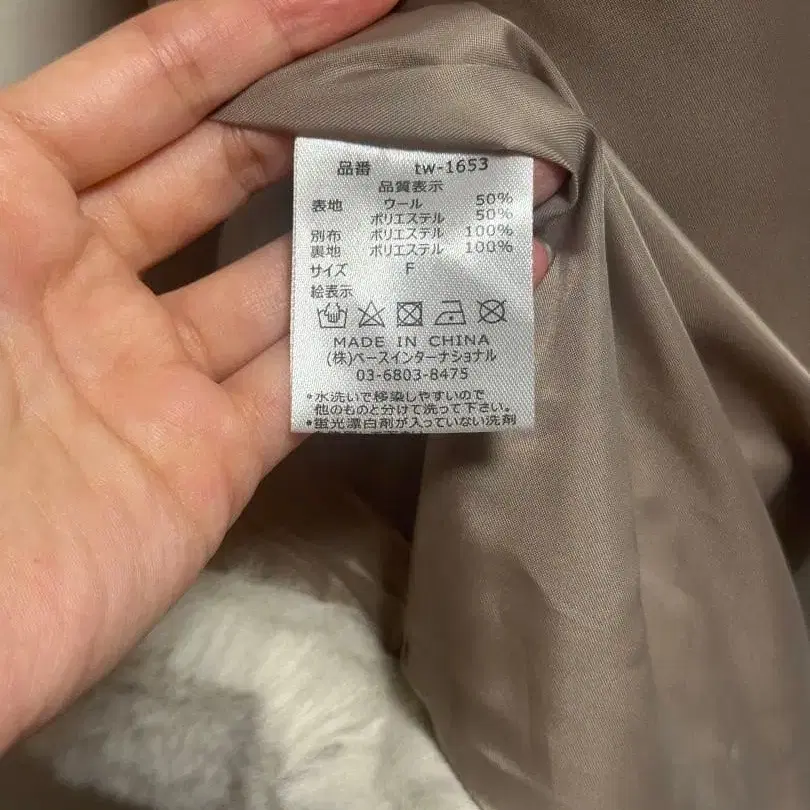 品番 tw-1653
品質表示
表地 ウール 50%
ポリエステル 50%
別布 ポリエステル 100%
裏地 ポリエステル 100%
サイズ F
絵表示
MADE IN CHINA
(株)ベースインターナショナル
03-6803-8475
*水洗いで移染しやすいので
他のものと分けて洗って下さい。
•蛍光漂白剤が入っていない洗剤